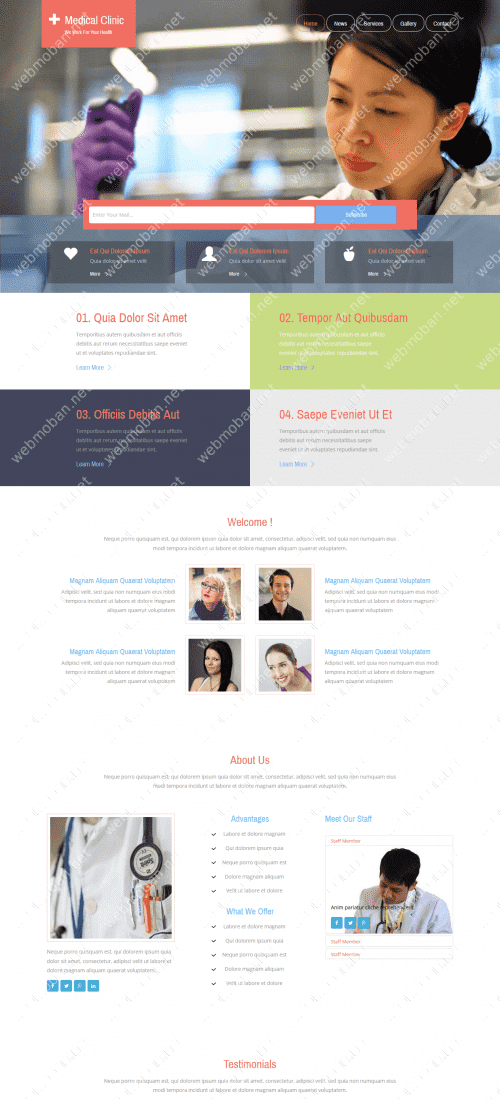 Medical Clinic
We Work For Your Health
Home
News
Services
Gallery
Contact
Enter Your Mail...
Subscribe
Est Qui Dolorem Ipsum
Quia dolor sit amet velit
More
Est Qui Dolorem Ipsum
Quia dolor sit amet velit
More
Est Qui Dolorem Ipsum
Quia dolor sit amet velit
More
01. Quia Dolor Sit Amet
Temporibus autem quibusdam et aut officiis
debitis aut rerum necessitatibus saepe eveniet
ut et voluptates repudiandae sint.
Learn More
02. Tempor Aut Quibusdam
Temporibus autem quibusdam et aut officiis
debitis aut rerum necessitatibus saepe
eveniet ut et voluptates repudiandae sint.
Learn More
03. Officiis Debitis Aut
Temporibus autem quibusdam et aut officiis
debitis aut rerum necessitatibus saepe eveniet
ut et voluptates repudiandae sint.
Learn More
04. Saepe Eveniet Ut Et
Temporibus autem quibusdam et aut officiis
debitis aut rerum necessitatibus saepe
eveniet ut et voluptates repudiandae sint.
Learn More
Welcome !
Neque porro quisquam est, qui dolorem ipsum quia dolor sit amet, consectetur, adipisci velit, sed quia non numquam eius
modi tempora incidunt ut labore et dolore magnam aliquam quaerat voluptatem.
Magnam Aliquam Quaerat Voluptatem
Adipisci velit, sed quia non numquam eius modi
tempora incidunt ut labore et dolore magnam
aliquam quaerat voluptatem
Magnam Aliquam Quaerat Voluptatem
Adipisci velit, sed quia non numquam eius modi
tempora incidunt ut labore et dolore magnam
aliquam quaerat voluptatem
Magnam Aliquam Quaerat Voluptatem
Adipisci velit, sed quia non numquam eius modi
tempora incidunt ut labore et dolore magnam
aliquam quaerat voluptatem
Magnam Aliquam Quaerat Voluptatem
Adipisci velit, sed quia non numquam eius modi
tempora incidunt ut labore et dolore magnam
aliquam quaerat voluptatem
About Us
Neque porro quisquam est, qui dolorem ipsum quia dolor sit amet, consectetur, adipisci velit, sed quia non numquam eius
modi tempora incidunt ut labore et dolore magnam aliquam quaerat voluptatem.
Neque porro quisquam est, qui dolorem ipsum quia
dolor sit amet, consectetur, adipisci velit ut labore et
dolore magnam aliquam quaerat voluptatem.
Advantages
Labore et dolore magnam
Qui dolorem ipsum quia
Neque porro quisquam est
Dolore magnam aliquam
Velit ut labore et dolore
What We Offer
Labore et dolore magnam
Qui dolorem ipsum quia
Neque porro quisquam est
Dolore magnam aliquam
Velit ut labore et dolore
Meet Our Staff
Staff Member
Anim pariatur cliche reprehenderit
Staff Member
Staff Member
Testimonials
Neque porro quisquam est, qui dolorem ipsum quia dolor sit amet, consectetur, adipisci velit, sed quia non numquam eius
modi tempora incidunt ut labore et dolore magnam aliquam quaerat voluptatem.
webmoban.net